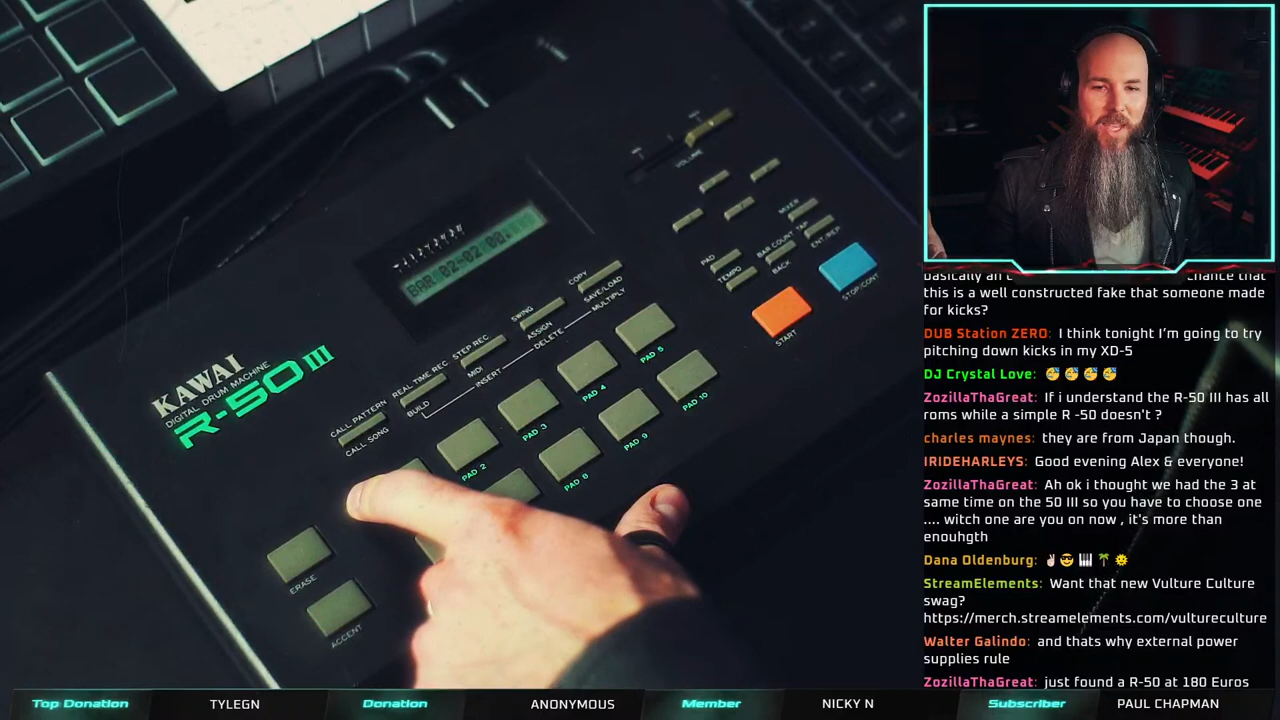 KAWAI
DIGITAL DRUM MACHINE
R-50III
BAR 02-02/00
VOLUME
MIXER
PAD
BAR COUNT
TAP
TEMPO
BACK
ENT/REP
STOP/CONT
START
COPY
SAVE/LOAD
MULTIPLY
SWING
ASSIGN
DELETE
STEP REC
MIDI
INSERT
REAL TIME REC
BUILD
CALL PATTERN
CALL SONG
PAD 2
PAD 3
PAD 4
PAD 5
PAD 8
PAD 9
PAD 10
ERASE
ACCENT
chance that
this is a well constructed fake that someone made
for kicks?
DUB Station ZERO: I think tonight I'm going to try
pitching down kicks in my XD-5
DJ Crystal Love: 🥳 🥳 🥳 🥳
ZozillaThaGreat: If i understand the R-50 III has all
roms while a simple R -50 doesn't ?
charles maynes: they are from Japan though.
IRIDEHARLEYS: Good evening Alex & everyone!
ZozillaThaGreat: Ah ok i thought we had the 3 at
same time on the 50 III so you have to choose one
.... witch one are you on now , it's more than
enouhgth
Dana Oldenburg: ✌🏻 😎 🎹 🌴 🌞
StreamElements: Want that new Vulture Culture
swag?
https://merch.streamelements.com/vultureculture
Walter Galindo: and thats why external power
supplies rule
ZozillaThaGreat: just found a R-50 at 180 Euros
Top Donation TYLEGN Donation ANONYMOUS Member NICKY N Subscriber PAUL CHAPMAN